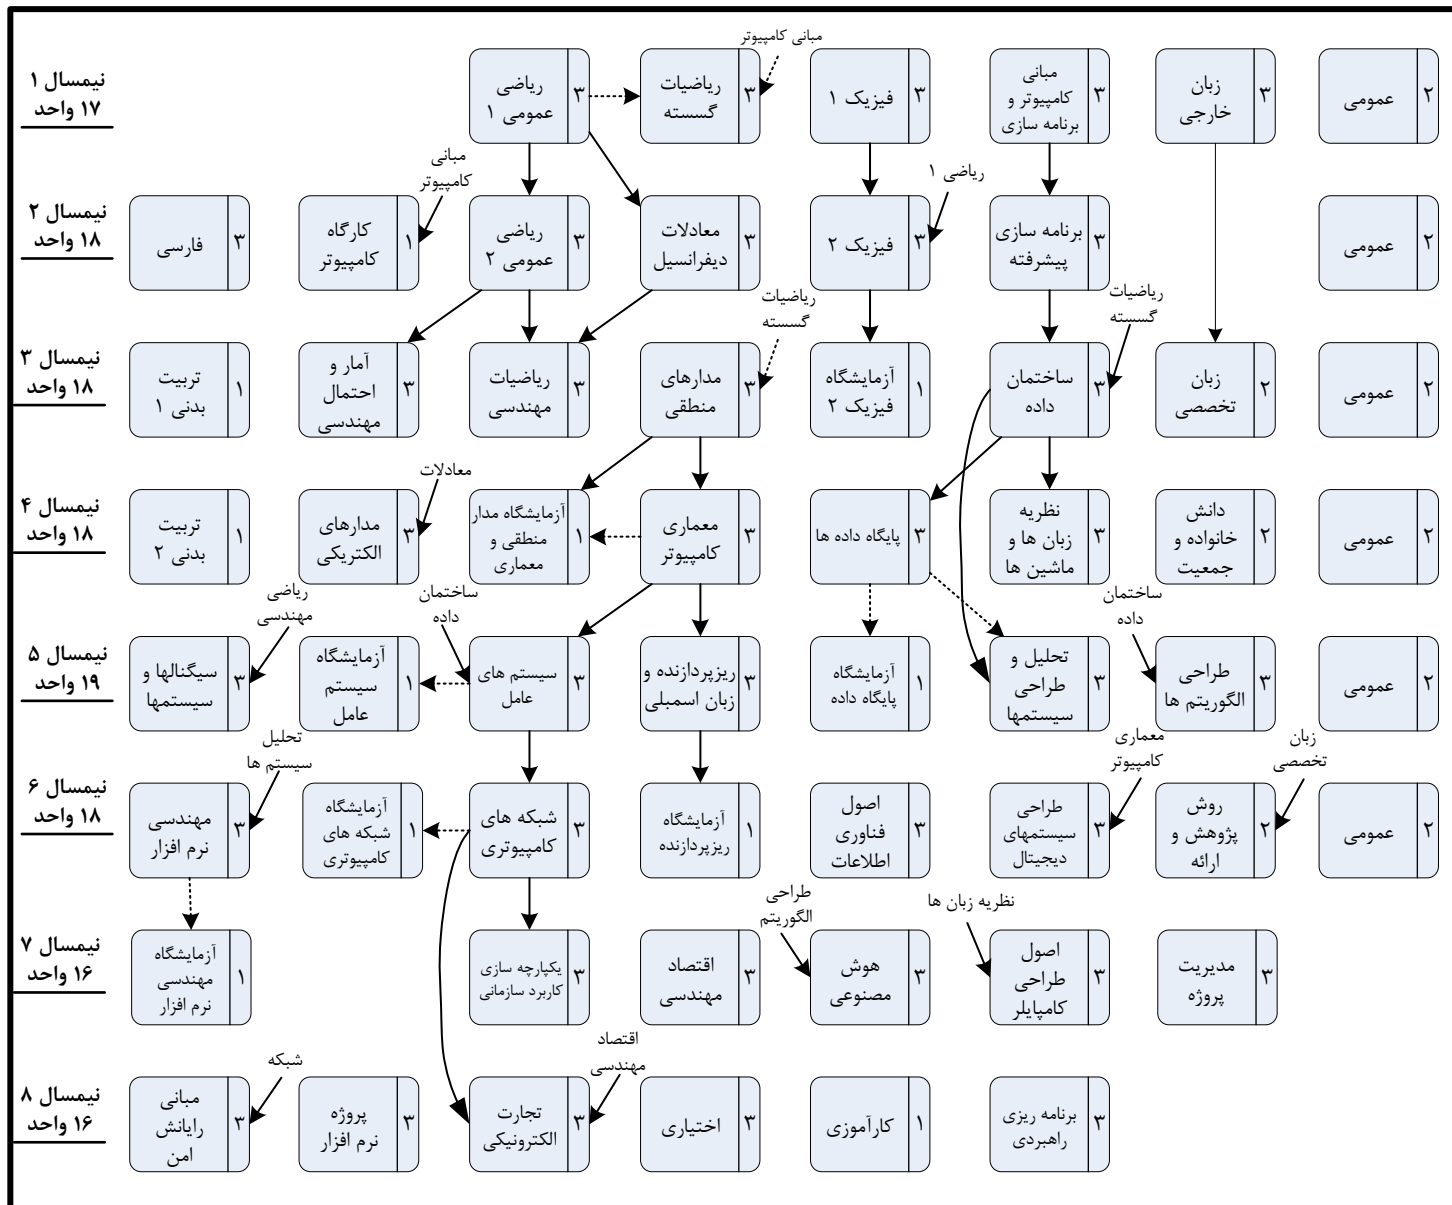 نیمسال ۱
۱۷ واحد
مبانی کامپیوتر
۲
عمومی
۳
زبان
خارجی
۳
مبانی
کامپیوتر و
برنامه سازی
۳
فیزیک ۱
۳
ریاضیات
گسسته
۳
ریاضی
عمومی ۱
نیمسال ۲
۱۸ واحد
ریاضی ۱
مبانی
کامپیوتر
۲
عمومی
۳
برنامه سازی
پیشرفته
۳
فیزیک ۲
۳
معادلات
دیفرانسیل
۳
ریاضی
عمومی ۲
۱
کارگاه
کامپیوتر
۳
فارسی
نیمسال ۳
۱۸ واحد
ریاضیات
گسسته
ریاضیات
گسسته
۲
عمومی
۲
زبان
تخصصی
۳
ساختمان
داده
۱
آزمایشگاه
فیزیک ۲
۳
مدارهای
منطقی
۳
ریاضیات
مهندسی
۳
آمار و
احتمال
مهندسی
۱
تربیت
بدنی ۱
نیمسال ۴
۱۸ واحد
معادلات
۲
عمومی
۲
دانش
خانواده و
جمعیت
۳
نظریه
زبان ها و
ماشین ها
۳
پایگاه داده ها
۳
معماری
کامپیوتر
۱
آزمایشگاه مدار
منطقی و
معماری
۳
مدارهای
الکتریکی
۱
تربیت
بدنی ۲
نیمسال ۵
۱۹ واحد
ساختمان
داده
ساختمان
داده
ریاضی
مهندسی
۲
عمومی
۳
طراحی
الگوریتم ها
۳
تحلیل و
طراحی
سیستمها
۱
آزمایشگاه
پایگاه داده
۳
ریزپردازنده و
زبان اسمبلی
۳
سیستم های
عامل
۱
آزمایشگاه
سیستم
عامل
۳
سیگنالها و
سیستمها
نیمسال ۶
۱۸ واحد
زبان
تخصصی
معماری
کامپیوتر
تحلیل
سیستم ها
۲
عمومی
۲
روش
پژوهش و
ارائه
۳
طراحی
سیستمهای
دیجیتال
۳
اصول
فناوری
اطلاعات
۱
آزمایشگاه
ریزپردازنده
۳
شبکه های
کامپیوتری
۱
آزمایشگاه
شبکه های
کامپیوتری
۳
مهندسی
نرم افزار
نیمسال ۷
۱۶ واحد
نظریه زبان ها
طراحی
الگوریتم
۳
مدیریت
پروژه
۳
اصول
طراحی
کامپایلر
۳
هوش
مصنوعی
۳
اقتصاد
مهندسی
۳
یکپارچه سازی
کاربرد سازمانی
۱
آزمایشگاه
مهندسی
نرم افزار
نیمسال ۸
۱۶ واحد
اقتصاد
مهندسی
شبکه
۳
برنامه ریزی
راهبردی
۱
کارآموزی
۳
اختیاری
۳
تجارت
الکترونیکی
۳
پروژه
نرم افزار
۳
مبانی
رایانش
امن